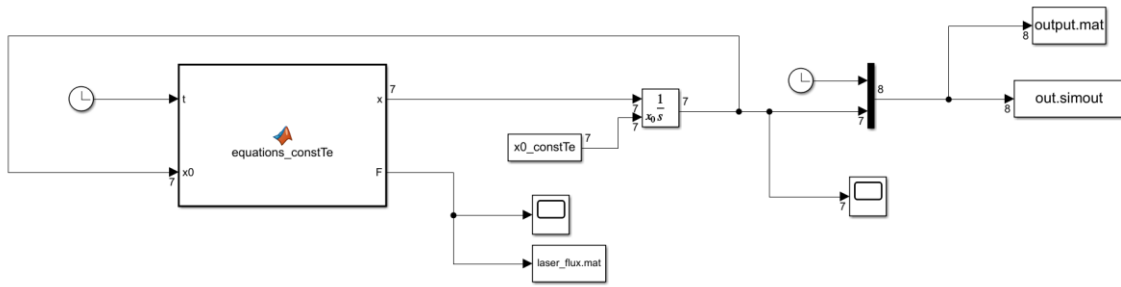 output.mat
8
t
x
7
7
1
s
x₀
7
7
8
7
out.simout
8
equations_constTe
x0_constTe
7
x0
7
F
7
laser_flux.mat